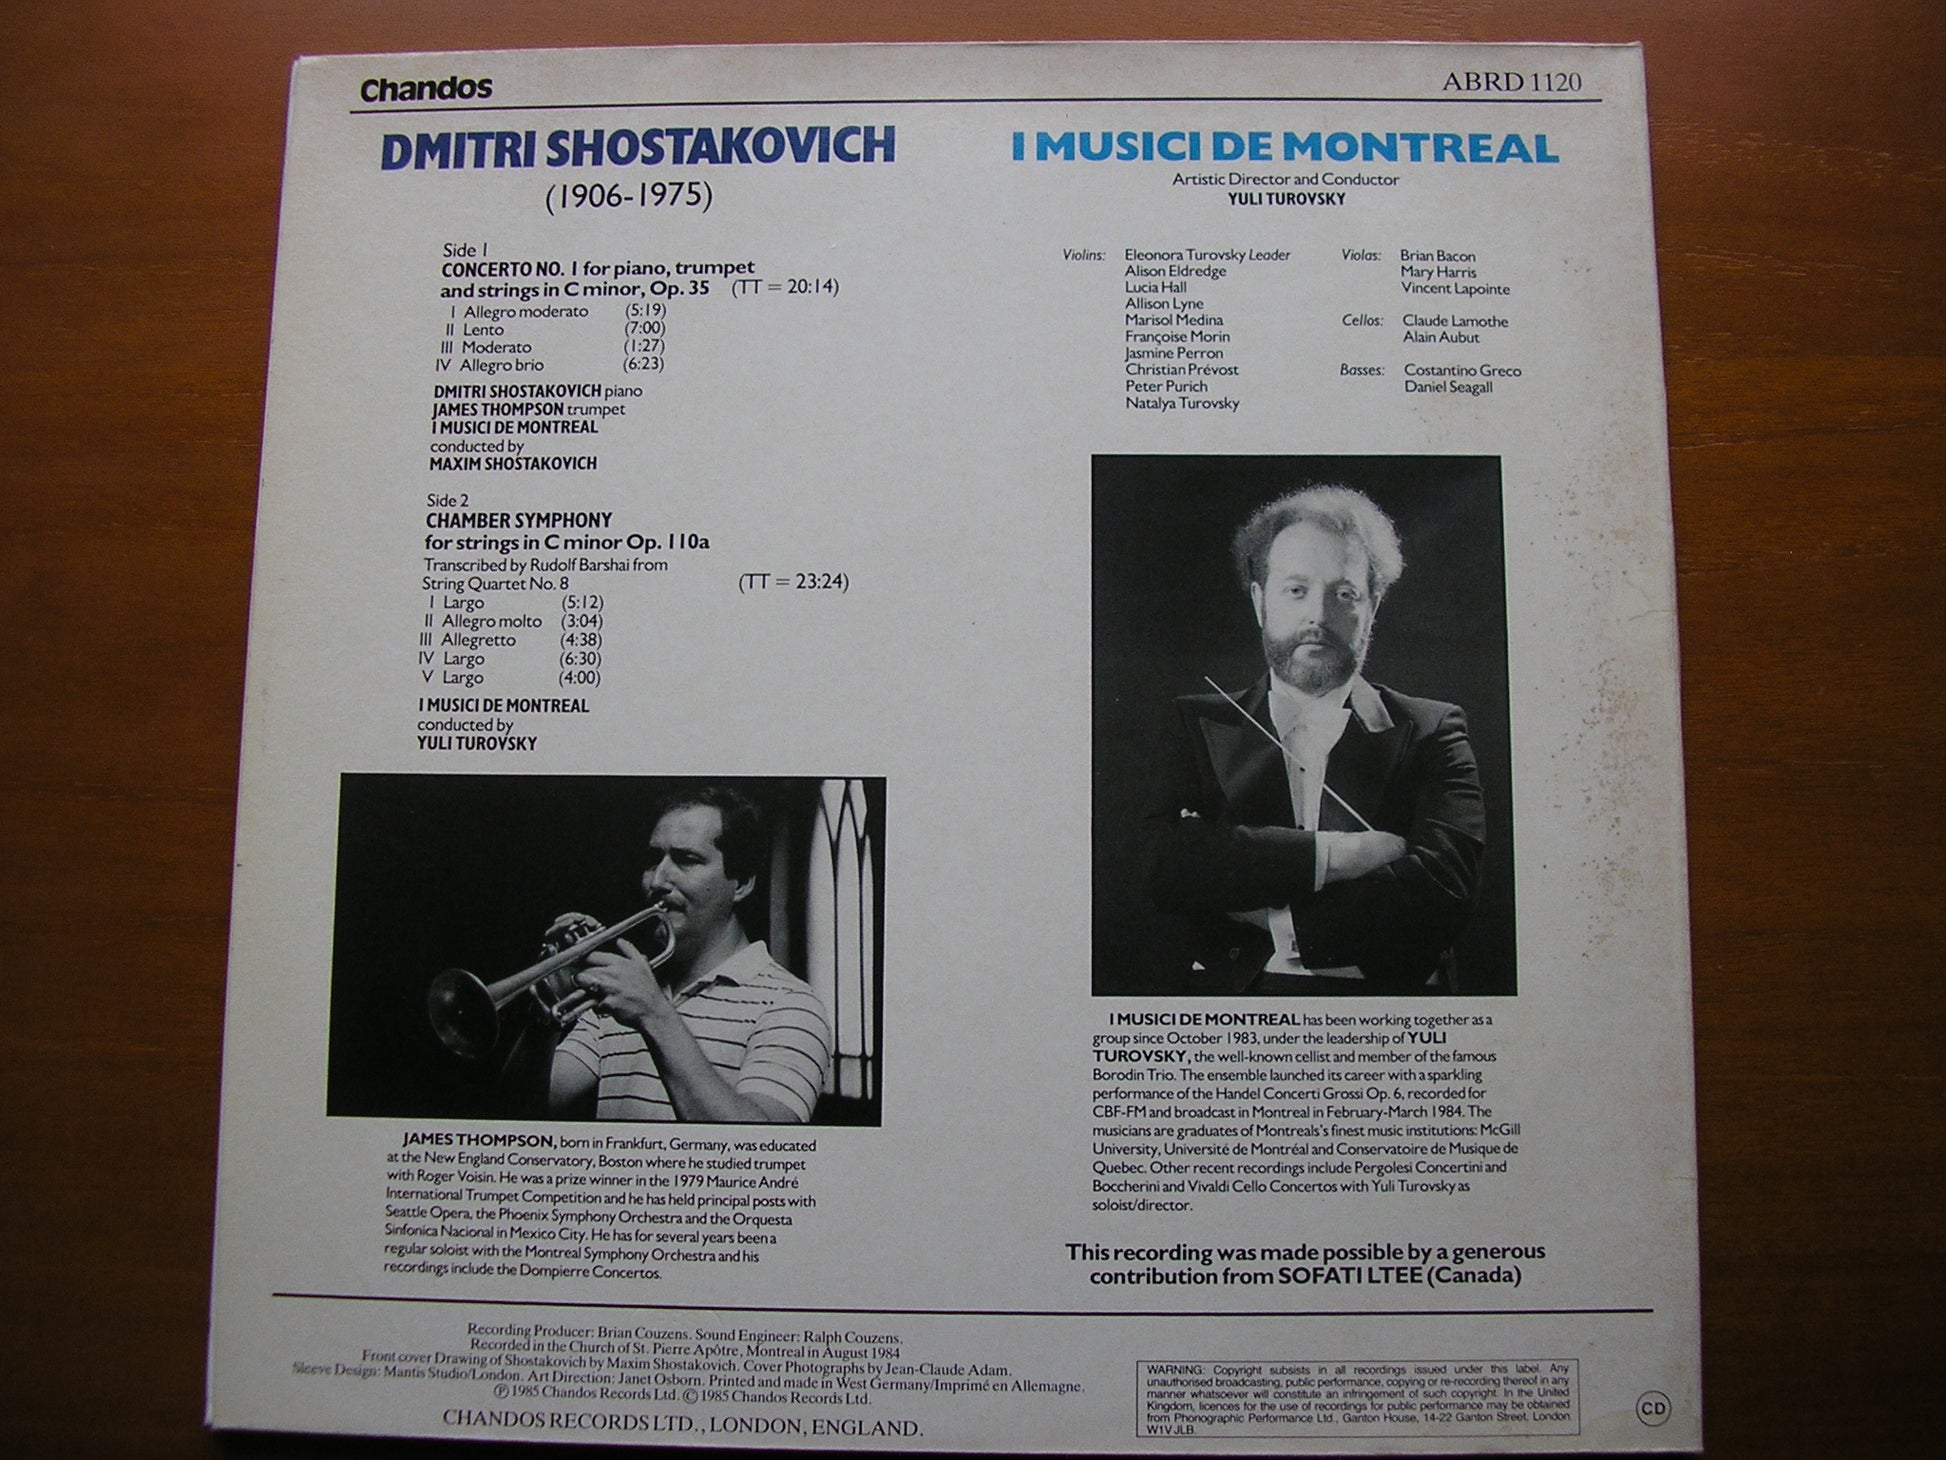 Chandos
ABRD 1120
DMITRI SHOSTAKOVICH
(1906-1975)
Side 1
CONCERTO NO. 1 for piano, trumpet
and strings in C minor, Op. 35 (TT = 20:14)
I Allegro moderato (5:19)
II Lento (7:00)
III Moderato (1:27)
IV Allegro brio (6:23)
DMITRI SHOSTAKOVICH piano
JAMES THOMPSON trumpet
I MUSICI DE MONTREAL
conducted by
MAXIM SHOSTAKOVICH
Side 2
CHAMBER SYMPHONY
for strings in C minor Op. 110a
Transcribed by Rudolf Barshai from
String Quartet No. 8 (TT = 23:24)
I Largo (5:12)
II Allegro molto (3:04)
III Allegretto (4:38)
IV Largo (6:30)
V Largo (4:00)
I MUSICI DE MONTREAL
conducted by
YULI TUROVSKY
JAMES THOMPSON, born in Frankfurt, Germany, was educated
at the New England Conservatory, Boston where he studied trumpet
with Roger Voisin. He was a prize winner in the 1979 Maurice André
International Trumpet Competition and he has held principal posts with
Seattle Opera, the Phoenix Symphony Orchestra and the Orquesta
Sinfonica Nacional in Mexico City. He has for several years been a
regular soloist with the Montreal Symphony Orchestra and his
recordings include the Dompierre Concertos.
I MUSICI DE MONTREAL
Artistic Director and Conductor
YULI TUROVSKY
Violins: Eleonora Turovsky Leader
Alison Eldredge
Lucia Hall
Allison Lyne
Marisol Medina
Françoise Morin
Jasmine Perron
Christian Prévost
Peter Purich
Natalya Turovsky
Violas: Brian Bacon
Mary Harris
Vincent Lapointe
Cellos: Claude Lamothe
Alain Aubut
Basses: Costantino Greco
Daniel Seagall
I MUSICI DE MONTREAL has been working together as a
group since October 1983, under the leadership of YULI
TUROVSKY, the well-known cellist and member of the famous
Borodin Trio. The ensemble launched its career with a sparkling
performance of the Handel Concerti Grossi Op. 6, recorded for
CBF-FM and broadcast in Montreal in February-March 1984. The
musicians are graduates of Montreals's finest music institutions: McGill
University, Université de Montréal and Conservatoire de Musique de
Quebec. Other recent recordings include Pergolesi Concertini and
Boccherini and Vivaldi Cello Concertos with Yuli Turovsky as
soloist/director.
This recording was made possible by a generous
contribution from SOFATI LTEE (Canada)
Recording Producer: Brian Couzens. Sound Engineer: Ralph Couzens.
Recorded in the Church of St. Pierre Apôtre, Montreal in August 1984
Front cover Drawing of Shostakovich by Maxim Shostakovich. Cover Photographs by Jean-Claude Adam.
Sleeve Design: Mantis Studio/London. Art Direction: Janet Osborn. Printed and made in West Germany/Imprimé en Allemagne.
Ⓟ 1985 Chandos Records Ltd. © 1985 Chandos Records Ltd.
CHANDOS RECORDS LTD., LONDON, ENGLAND.
WARNING: Copyright subsists in all recordings issued under this label. Any
unauthorised broadcasting, public performance, copying or re-recording thereof in any
manner whatsoever will constitute an infringement of such copyright. In the United
Kingdom, licences for the use of recordings for public performance may be obtained
from Phonographic Performance Ltd., Ganton House, 14-22 Ganton Street, London
W1V JLB.
CD